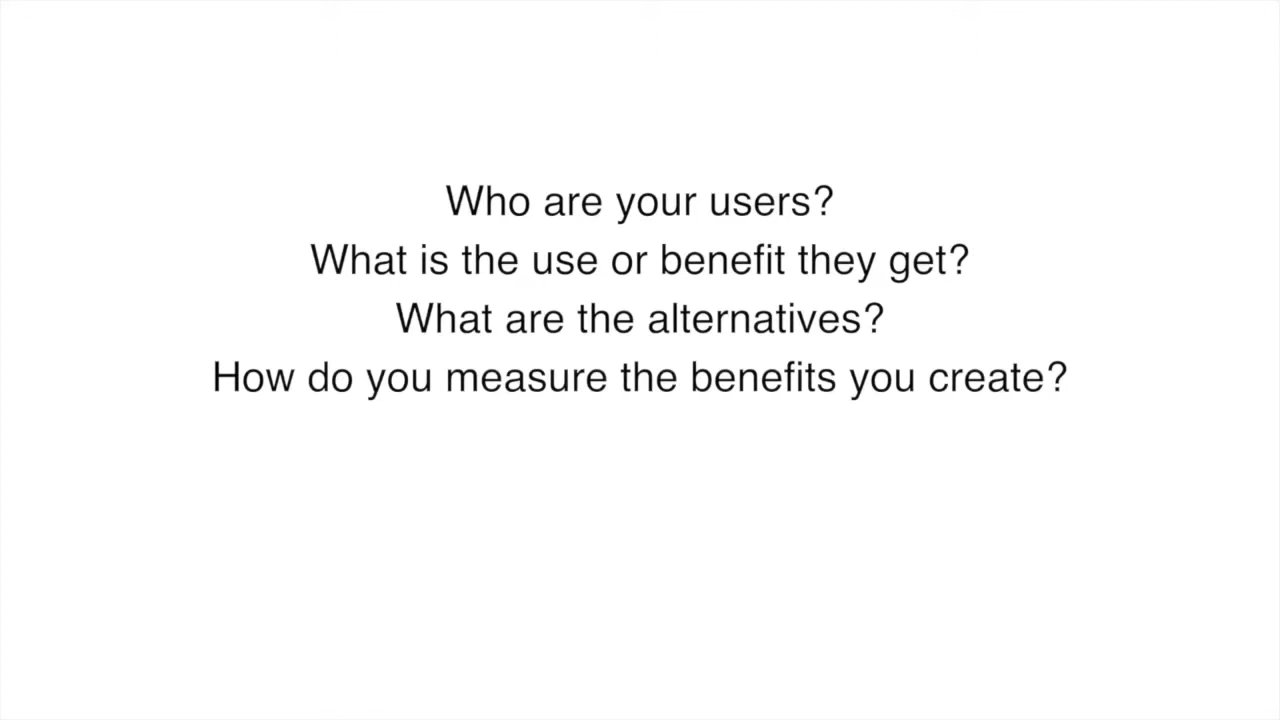 Who are your users?
What is the use or benefit they get?
What are the alternatives?
How do you measure the benefits you create?